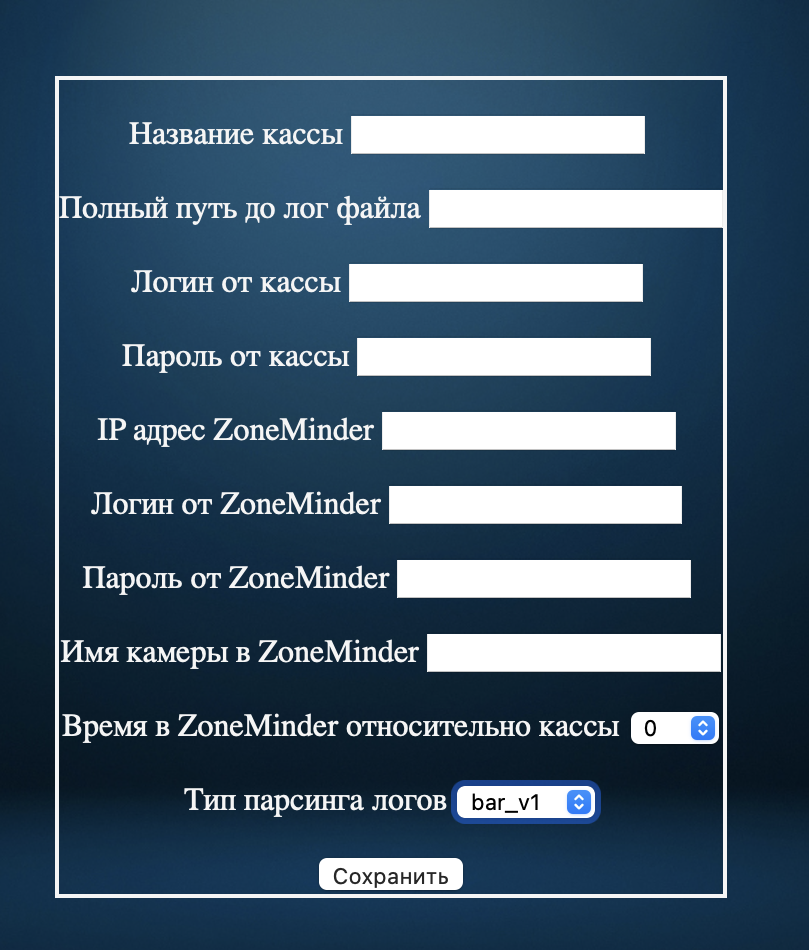 Название кассы
Полный путь до лог файла
Логин от кассы
Пароль от кассы
IP адрес ZoneMinder
Логин от ZoneMinder
Пароль от ZoneMinder
Имя камеры в ZoneMinder
Время в ZoneMinder относительно кассы 0
Тип парсинга логов bar_v1
Сохранить